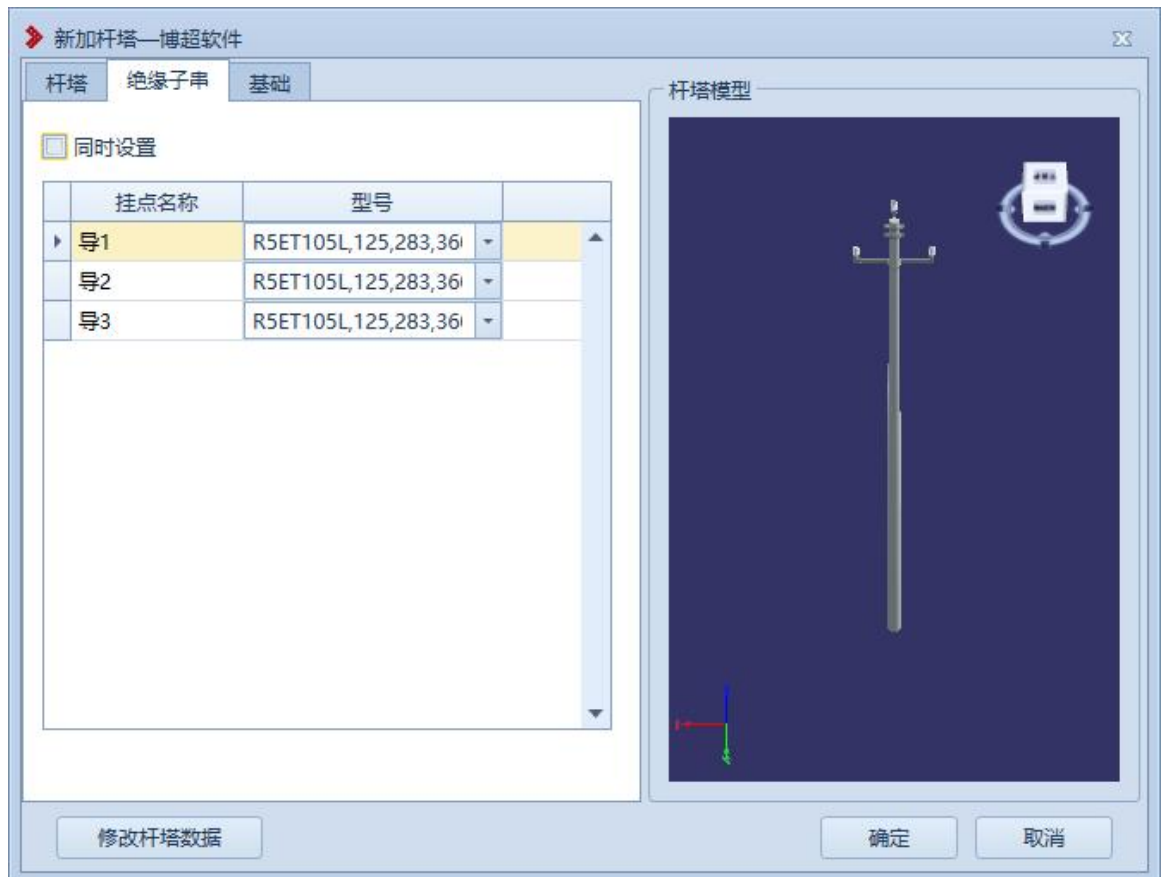 新加杆塔—博超软件
杆塔 绝缘子串 基础
同时设置
挂点名称 型号
导1 R5ET105L,125,283,36
导2 R5ET105L,125,283,36
导3 R5ET105L,125,283,36
杆塔模型
修改杆塔数据 确定 取消